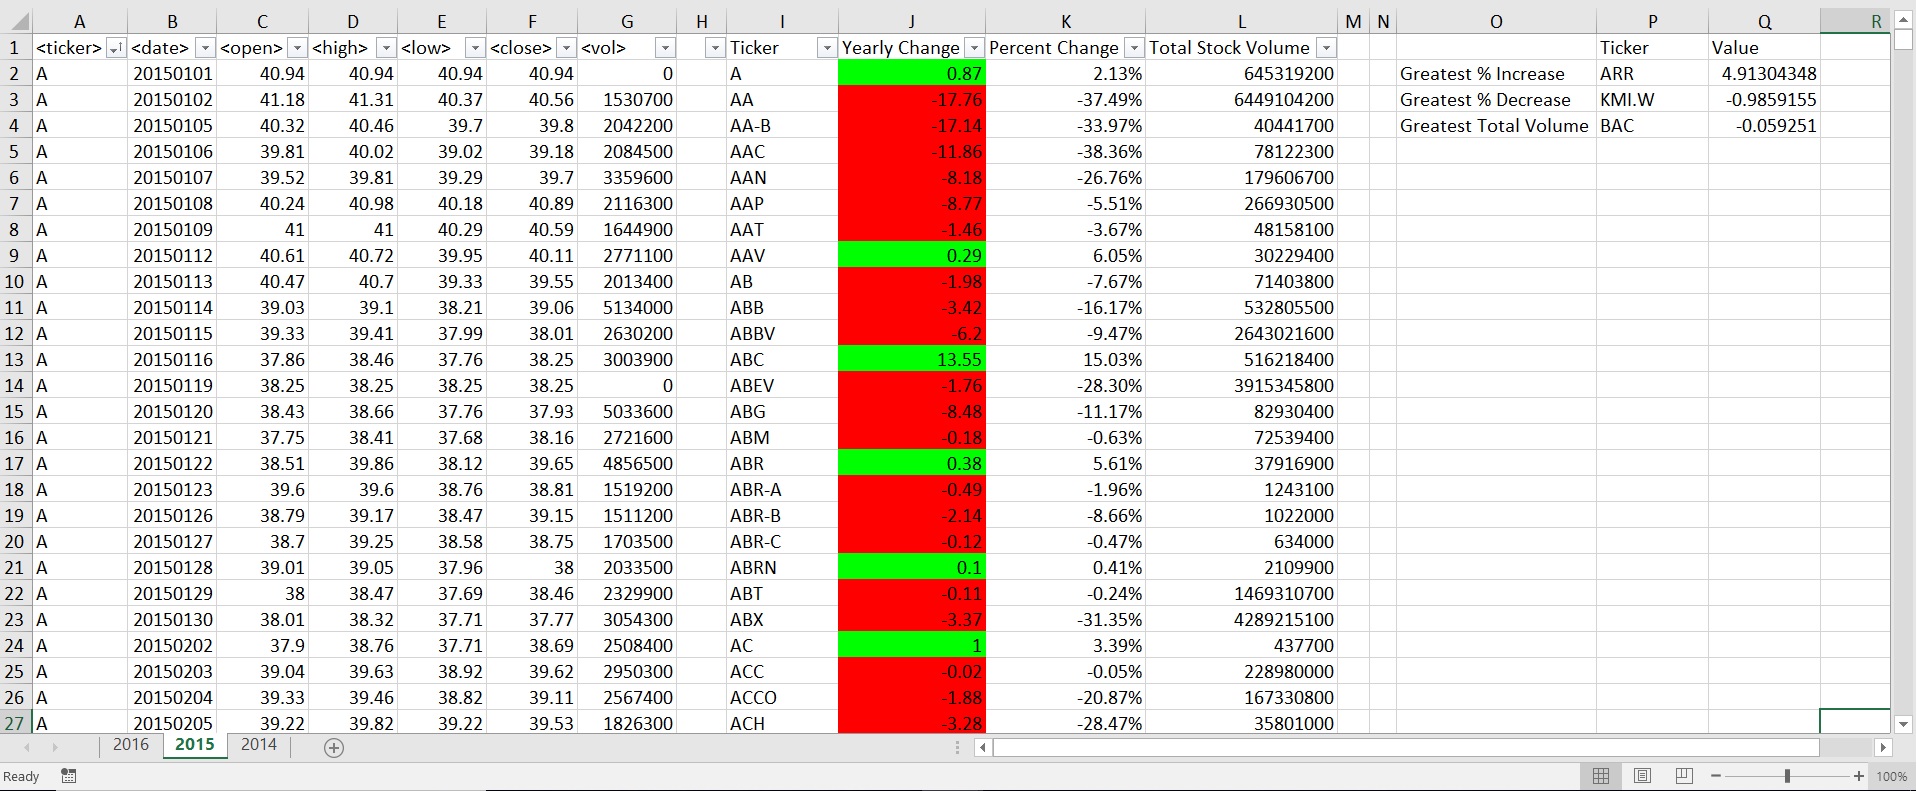 A B C D E F G H I J K L M N O P Q R
1 <ticker> <date> <open> <high> <low> <close> <vol> Ticker Yearly Change Percent Change Total Stock Volume Ticker Value
2 A 20150101 40.94 40.94 40.94 40.94 0 A 0.87 2.13% 645319200 Greatest % Increase ARR 4.91304348
3 A 20150102 41.18 41.31 40.37 40.56 1530700 AA -17.76 -37.49% 6449104200 Greatest % Decrease KMI.W -0.9859155
4 A 20150105 40.32 40.46 39.7 39.8 2042200 AA-B -17.14 -33.97% 40441700 Greatest Total Volume BAC -0.059251
5 A 20150106 39.81 40.02 39.02 39.18 2084500 AAC -11.86 -38.36% 78122300
6 A 20150107 39.52 39.81 39.29 39.7 3359600 AAN -8.18 -26.76% 179606700
7 A 20150108 40.24 40.98 40.18 40.89 2116300 AAP -8.77 -5.51% 266930500
8 A 20150109 41 41 40.29 40.59 1644900 AAT -1.46 -3.67% 48158100
9 A 20150112 40.61 40.72 39.95 40.11 2771100 AAV 0.29 6.05% 30229400
10 A 20150113 40.47 40.7 39.33 39.55 2013400 AB -1.98 -7.67% 71403800
11 A 20150114 39.03 39.1 38.21 39.06 5134000 ABB -3.42 -16.17% 532805500
12 A 20150115 39.33 39.41 37.99 38.01 2630200 ABBV -6.2 -9.47% 2643021600
13 A 20150116 37.86 38.46 37.76 38.25 3003900 ABC 13.55 15.03% 516218400
14 A 20150119 38.25 38.25 38.25 38.25 0 ABEV -1.76 -28.30% 3915345800
15 A 20150120 38.43 38.66 37.76 37.93 5033600 ABG -8.48 -11.17% 82930400
16 A 20150121 37.75 38.41 37.68 38.16 2721600 ABM -0.18 -0.63% 72539400
17 A 20150122 38.51 39.86 38.12 39.65 4856500 ABR 0.38 5.61% 37916900
18 A 20150123 39.6 39.6 38.76 38.81 1519200 ABR-A -0.49 -1.96% 1243100
19 A 20150126 38.79 39.17 38.47 39.15 1511200 ABR-B -2.14 -8.66% 1022000
20 A 20150127 38.7 39.25 38.58 38.75 1703500 ABR-C -0.12 -0.47% 634000
21 A 20150128 39.01 39.05 37.96 38 2033500 ABRN 0.1 0.41% 2109900
22 A 20150129 38 38.47 37.69 38.46 2329900 ABT -0.11 -0.24% 1469310700
23 A 20150130 38.01 38.32 37.71 37.77 3054300 ABX -3.37 -31.35% 4289215100
24 A 20150202 37.9 38.76 37.71 38.69 2508400 AC 1 3.39% 437700
25 A 20150203 39.04 39.63 38.92 39.62 2950300 ACC -0.02 -0.05% 228980000
26 A 20150204 39.33 39.46 38.82 39.11 2567400 ACCO -1.88 -20.87% 167330800
27 A 20150205 39.22 39.82 39.22 39.53 1826300 ACH -3.28 -28.47% 35801000
2016 2015 2014
Ready 100%